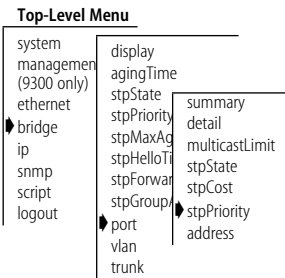 Top-Level Menu
system
managemen
(9300 only)
ethernet
bridge
ip
snmp
script
logout
display
agingTime
stpState
stpPriority
stpMaxAg
stpHelloTi
stpForwar
stpGroupA
port
vlan
trunk
summary
detail
multicastLimit
stpState
stpCost
stpPriority
address